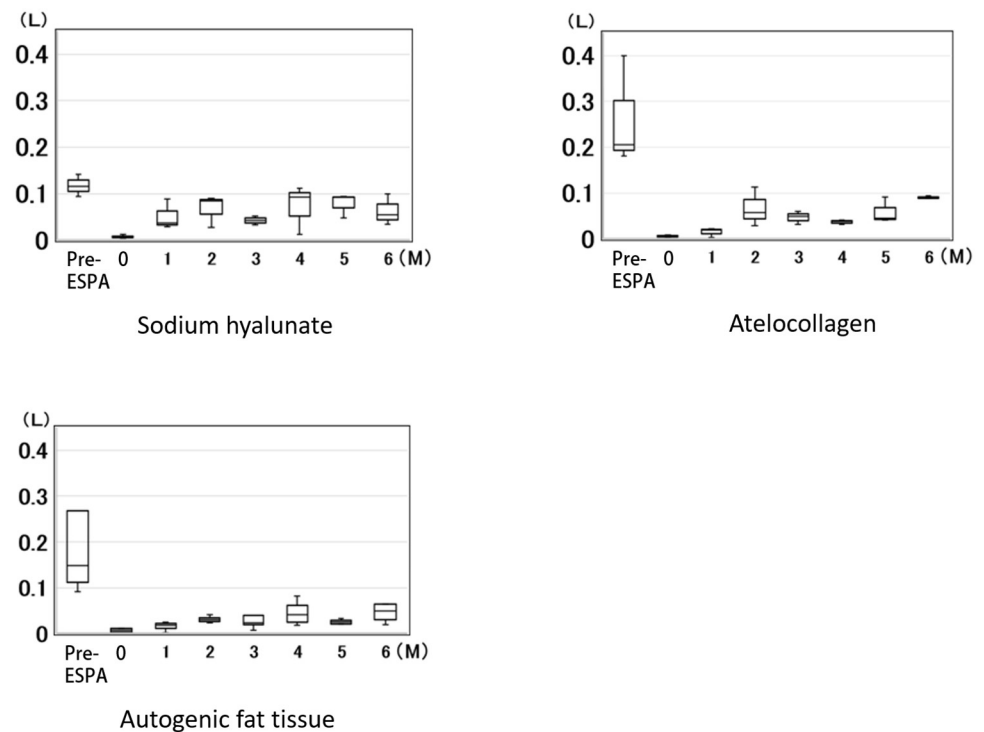 (L)
0.4
0.3
0.2
0.1
0
Pre-ESPA 0 1 2 3 4 5 6 (M)
Sodium hyalunate
(L)
0.4
0.3
0.2
0.1
0
Pre-ESPA 0 1 2 3 4 5 6 (M)
Atelocollagen
(L)
0.4
0.3
0.2
0.1
0
Pre-ESPA 0 1 2 3 4 5 6 (M)
Autogenic fat tissue